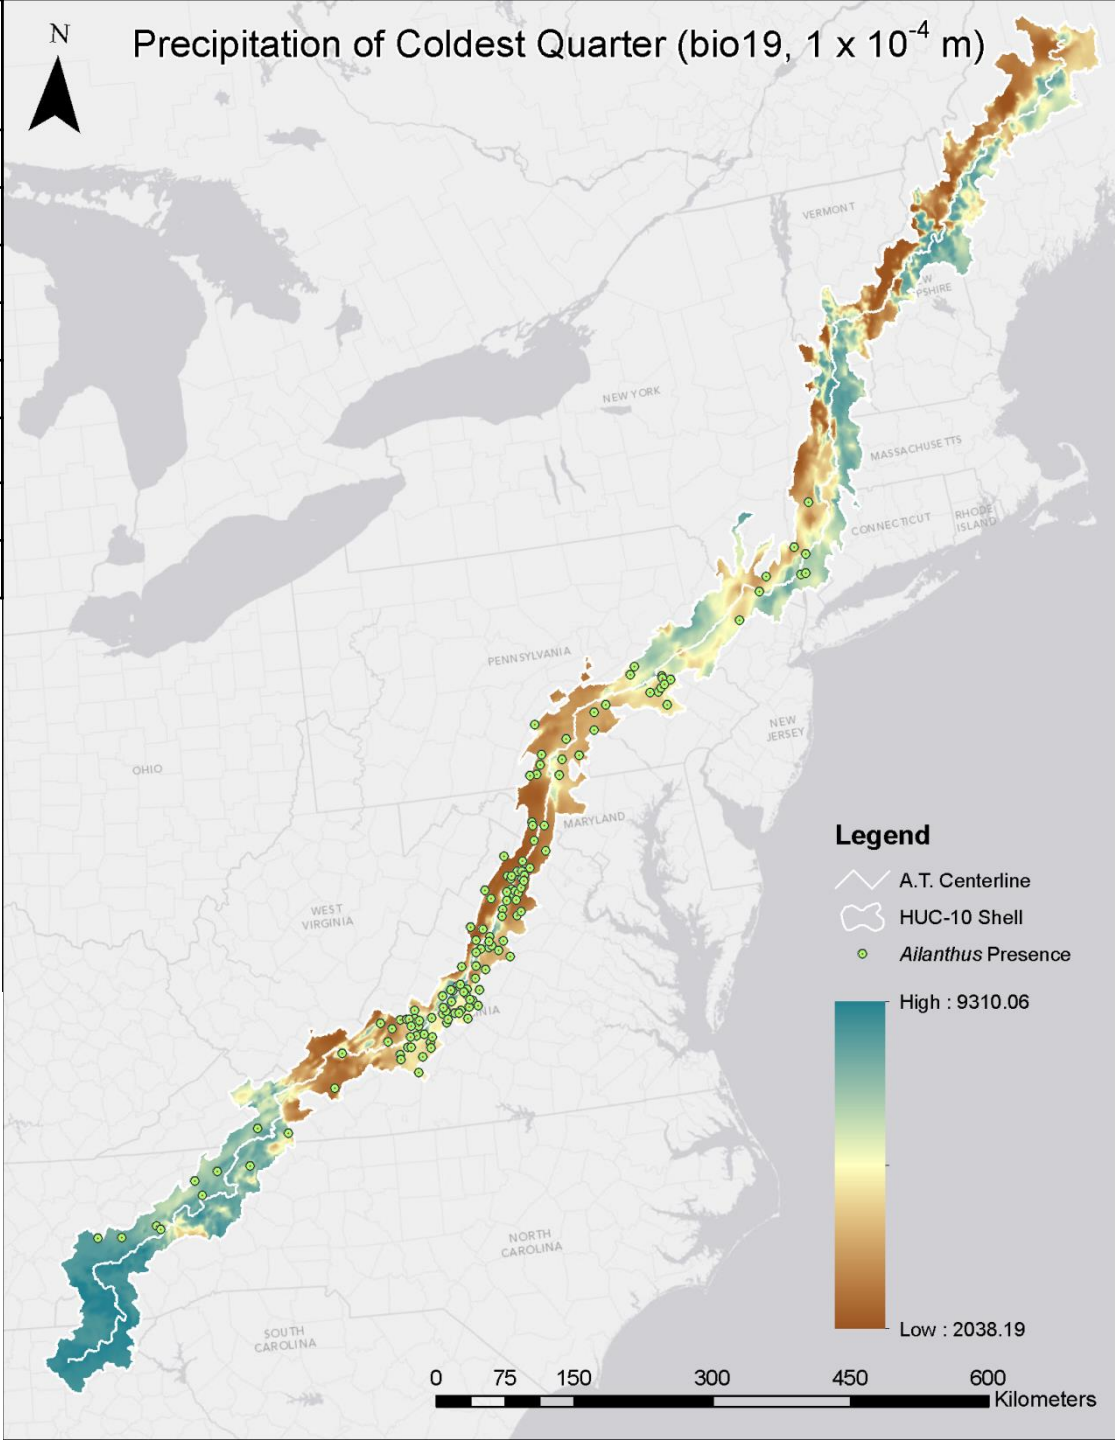 N
Precipitation of Coldest Quarter (bio19, 1 x 10⁻⁴ m)
VERMONT
NEW YORK
MASSACHUSETTS
CONNECTICUT
RHODE
ISLAND
PENNSYLVANIA
NEW
JERSEY
OHIO
MARYLAND
WEST
VIRGINIA
NORTH
CAROLINA
SOUTH
CAROLINA
Legend
A.T. Centerline
HUC-10 Shell
Ailanthus Presence
High : 9310.06
Low : 2038.19
0 75 150 300 450 600
Kilometers